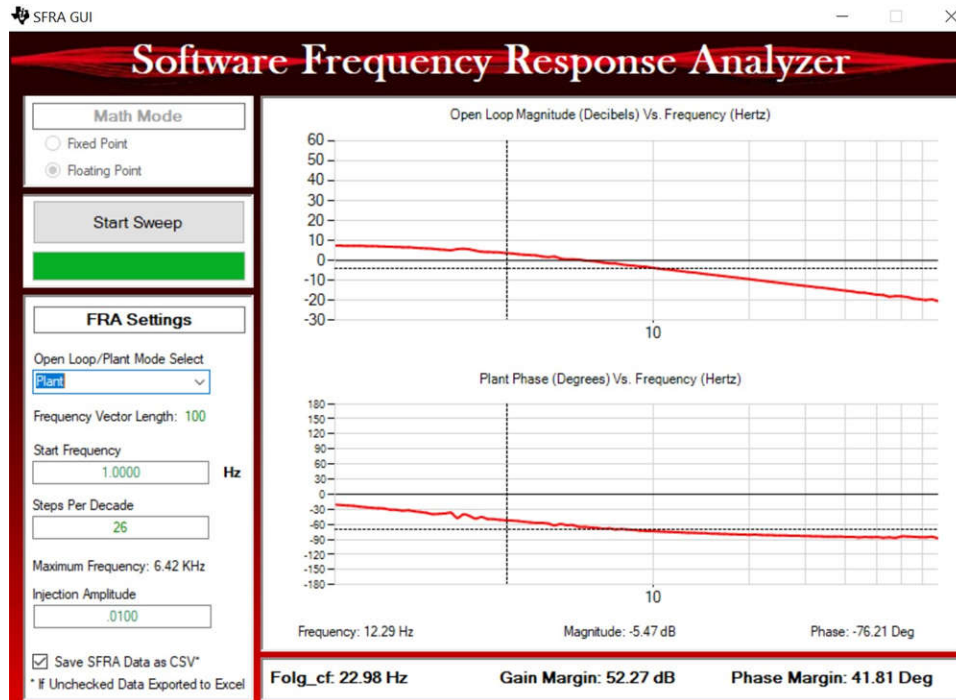 SFRA GUI
Software Frequency Response Analyzer
Math Mode
Fixed Point
Floating Point
Start Sweep
FRA Settings
Open Loop/Plant Mode Select
Plant
Frequency Vector Length: 100
Start Frequency
1.0000 Hz
Steps Per Decade
26
Maximum Frequency: 6.42 KHz
Injection Amplitude
.0100
Save SFRA Data as CSV*
* If Unchecked Data Exported to Excel
Open Loop Magnitude (Decibels) Vs. Frequency (Hertz)
60
50
40
30
20
10
0
-10
-20
-30
10
Plant Phase (Degrees) Vs. Frequency (Hertz)
180
150
120
90
60
30
0
-30
-60
-90
-120
-150
-180
10
Frequency: 12.29 Hz Magnitude: -5.47 dB Phase: -76.21 Deg
Folg_cf: 22.98 Hz Gain Margin: 52.27 dB Phase Margin: 41.81 Deg